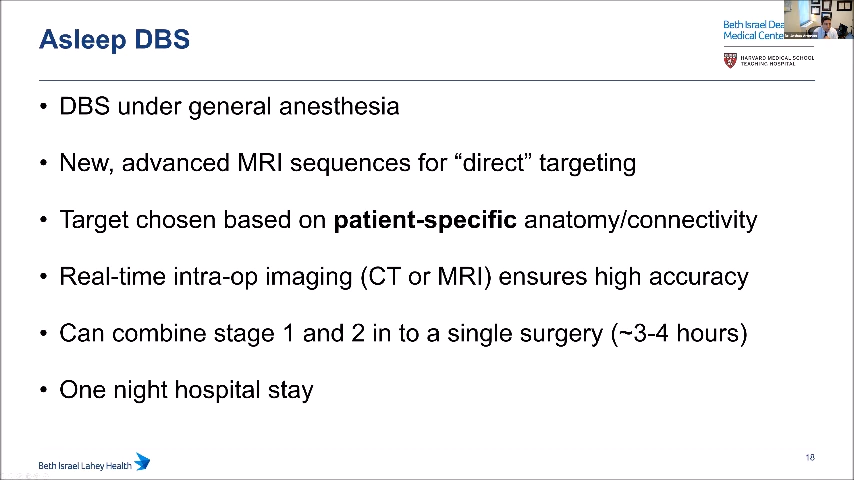 Asleep DBS
Beth Israel Dea
Medical Cente
HARVARD MEDICAL SCHOOL
TEACHING HOSPITAL
• DBS under general anesthesia
• New, advanced MRI sequences for “direct” targeting
• Target chosen based on patient-specific anatomy/connectivity
• Real-time intra-op imaging (CT or MRI) ensures high accuracy
• Can combine stage 1 and 2 in to a single surgery (~3-4 hours)
• One night hospital stay
Beth Israel Lahey Health
18